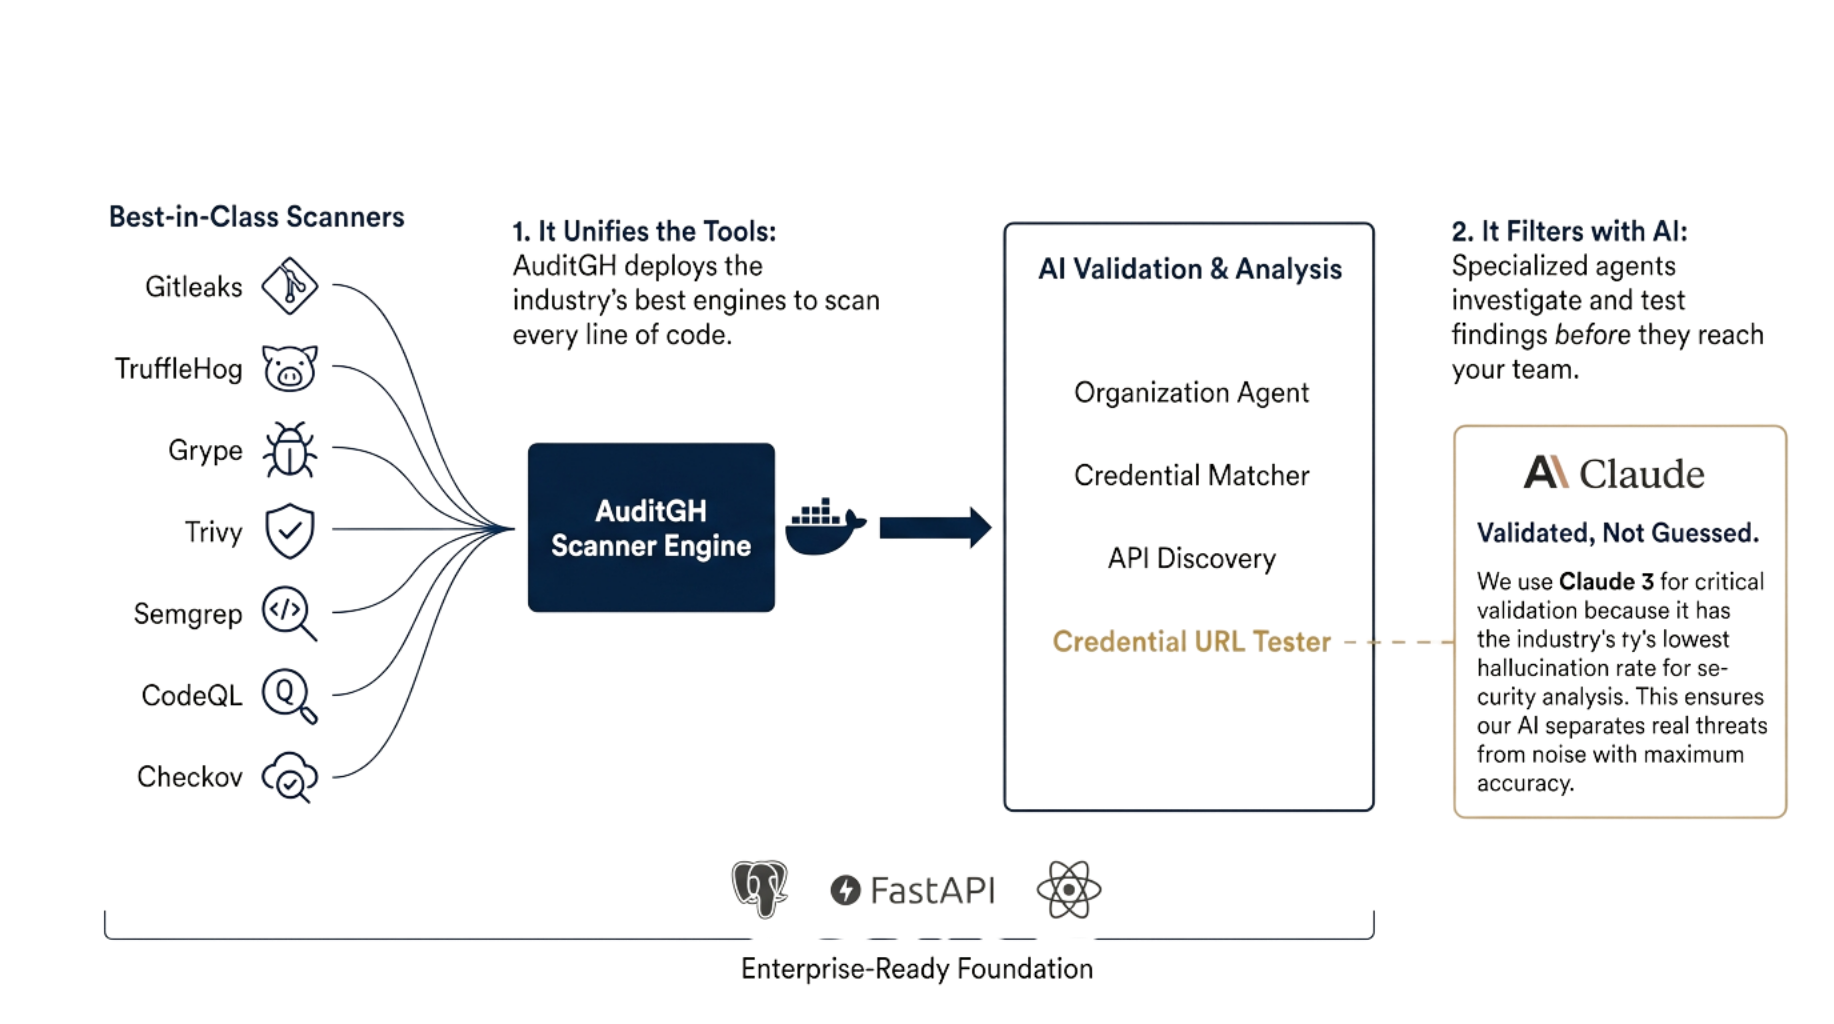 Best-in-Class Scanners
Gitleaks
TruffleHog
Grype
Trivy
Semgrep
CodeQL
Q
Checkov
1. It Unifies the Tools:
AuditGH deploys the
industry's best engines to scan
every line of code.
AuditGH
Scanner Engine
AI Validation & Analysis
Organization Agent
Credential Matcher
API Discovery
Credential URL Tester
2. It Filters with AI:
Specialized agents
investigate and test
findings before they reach
your team.
A\ Claude
Validated, Not Guessed.
We use Claude 3 for critical
validation because it has
the industry's ty's lowest
hallucination rate for se-
curity analysis. This ensures
our AI separates real threats
from noise with maximum
accuracy.
FastAPI
Enterprise-Ready Foundation